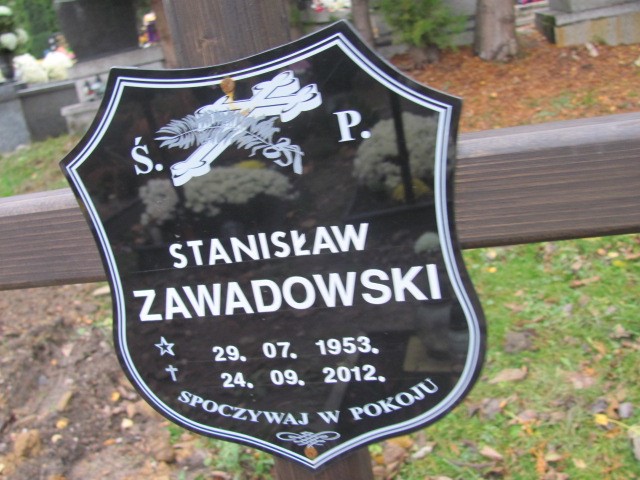 Ś. P.
STANISŁAW
ZAWADOWSKI
29. 07. 1953.
24. 09. 2012.
SPOCZYWAJ W POKOJU